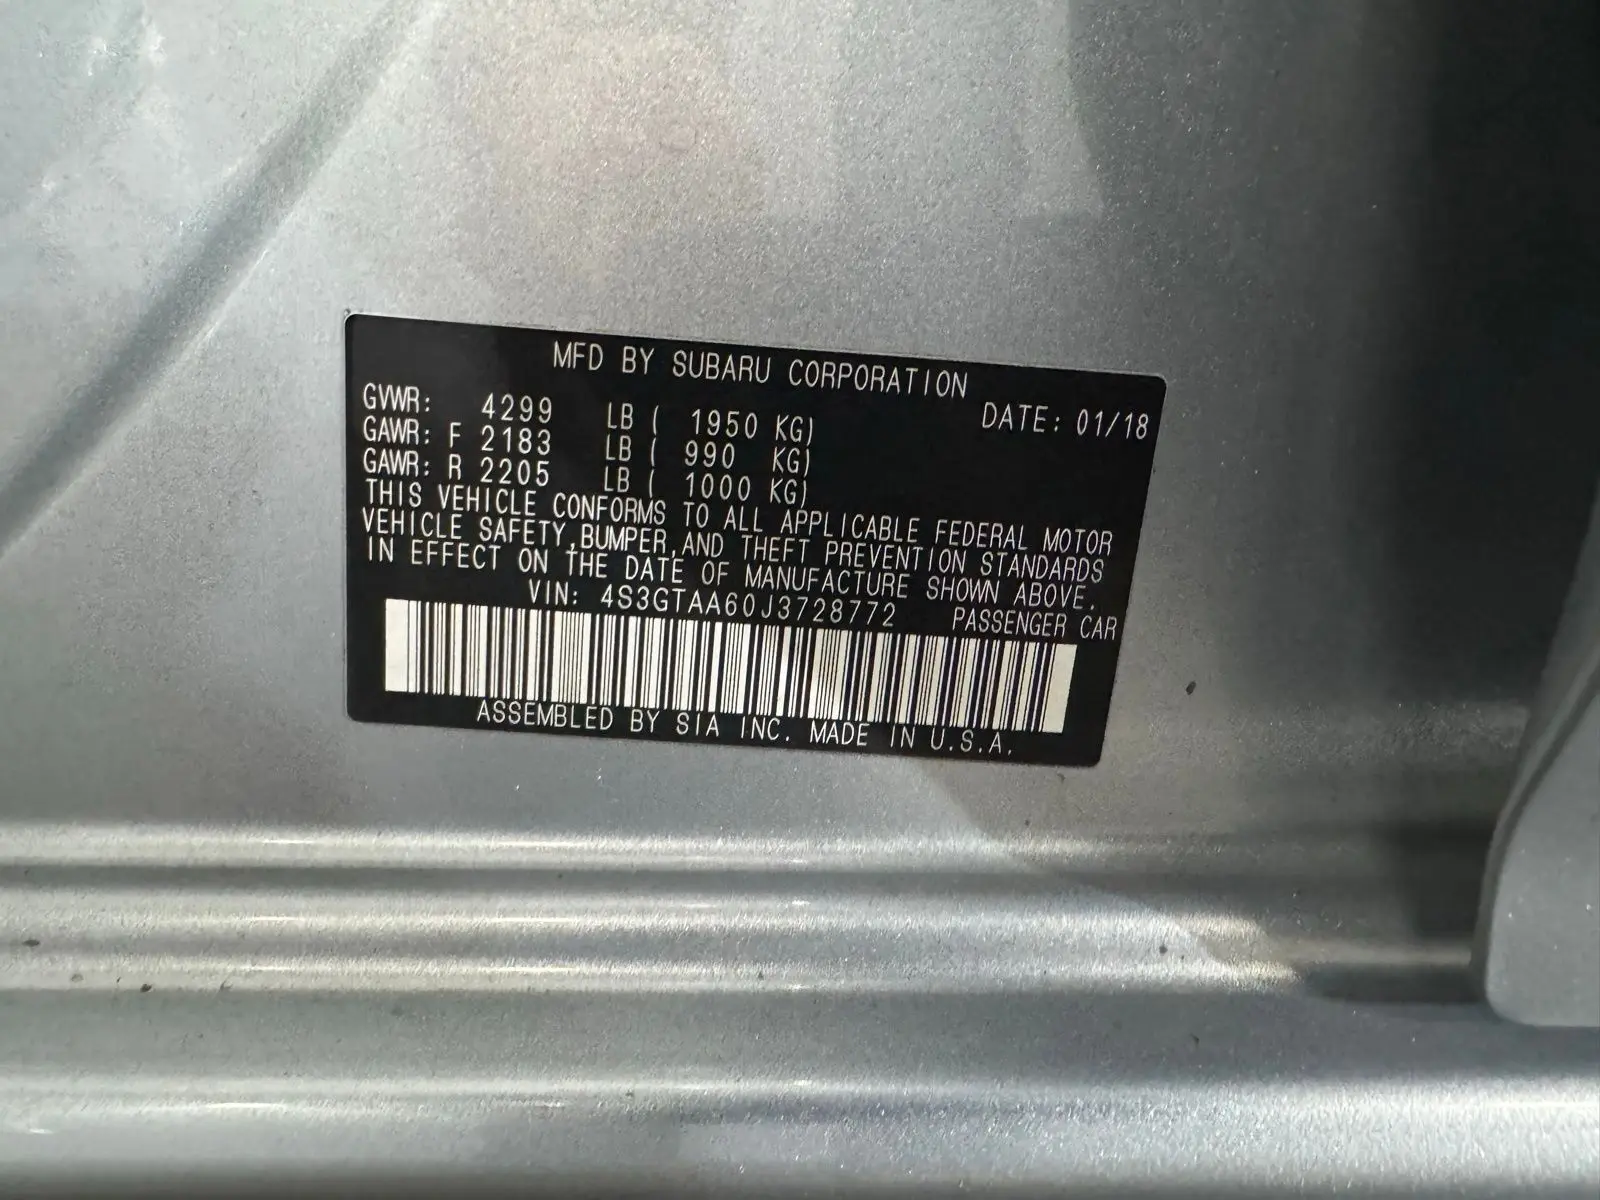 MFD BY SUBARU CORPORATION
GVWR: 4299 LB ( 1950 KG) DATE: 01/18
GAWR: F 2183 LB ( 990 KG)
GAWR: R 2205 LB ( 1000 KG)
THIS VEHICLE CONFORMS TO ALL APPLICABLE FEDERAL MOTOR
VEHICLE SAFETY,BUMPER,AND THEFT PREVENTION STANDARDS
IN EFFECT ON THE DATE OF MANUFACTURE SHOWN ABOVE.
VIN: 4S3GTAA60J3728772 PASSENGER CAR
ASSEMBLED BY SIA INC. MADE IN U.S.A.